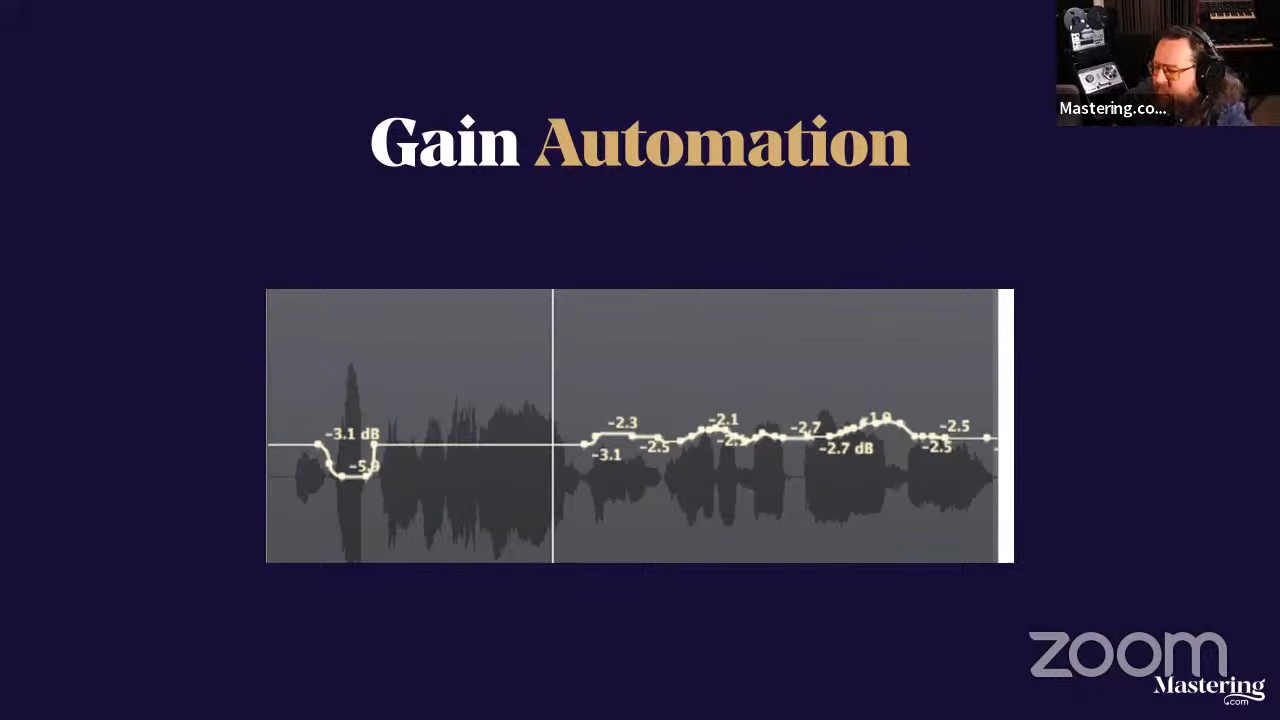 Mastering.co...
Gain Automation
-3.1 dB
-5.9
-2.3
-3.1
-2.5
-2.1
-2.7
-2.7 dB
-1.9
-2.5
-2.5
zoom
Mastering
.com